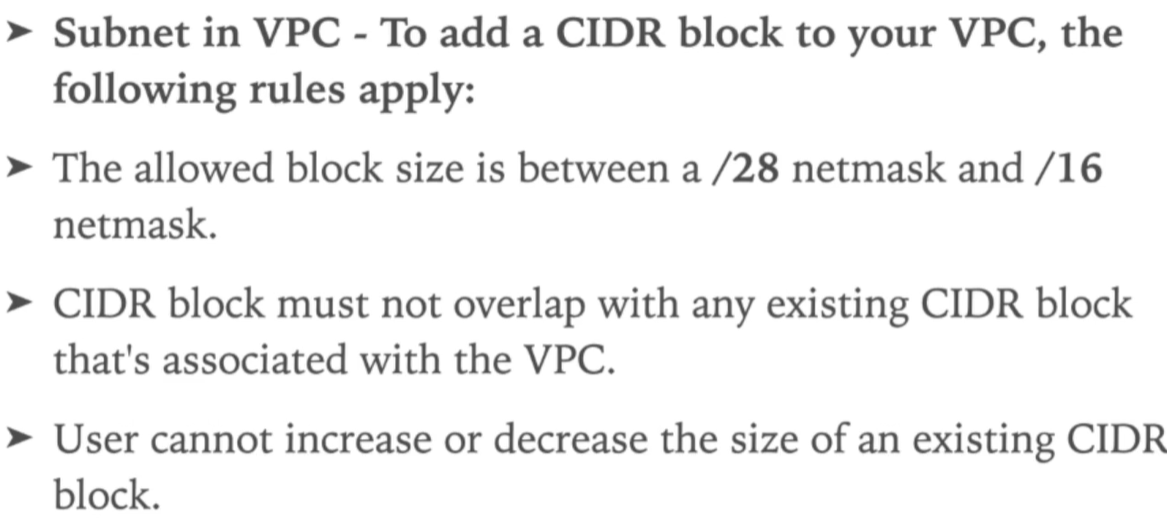 ➤ Subnet in VPC - To add a CIDR block to your VPC, the
following rules apply:
➤ The allowed block size is between a /28 netmask and /16
netmask.
➤ CIDR block must not overlap with any existing CIDR block
that's associated with the VPC.
➤ User cannot increase or decrease the size of an existing CIDR
block.